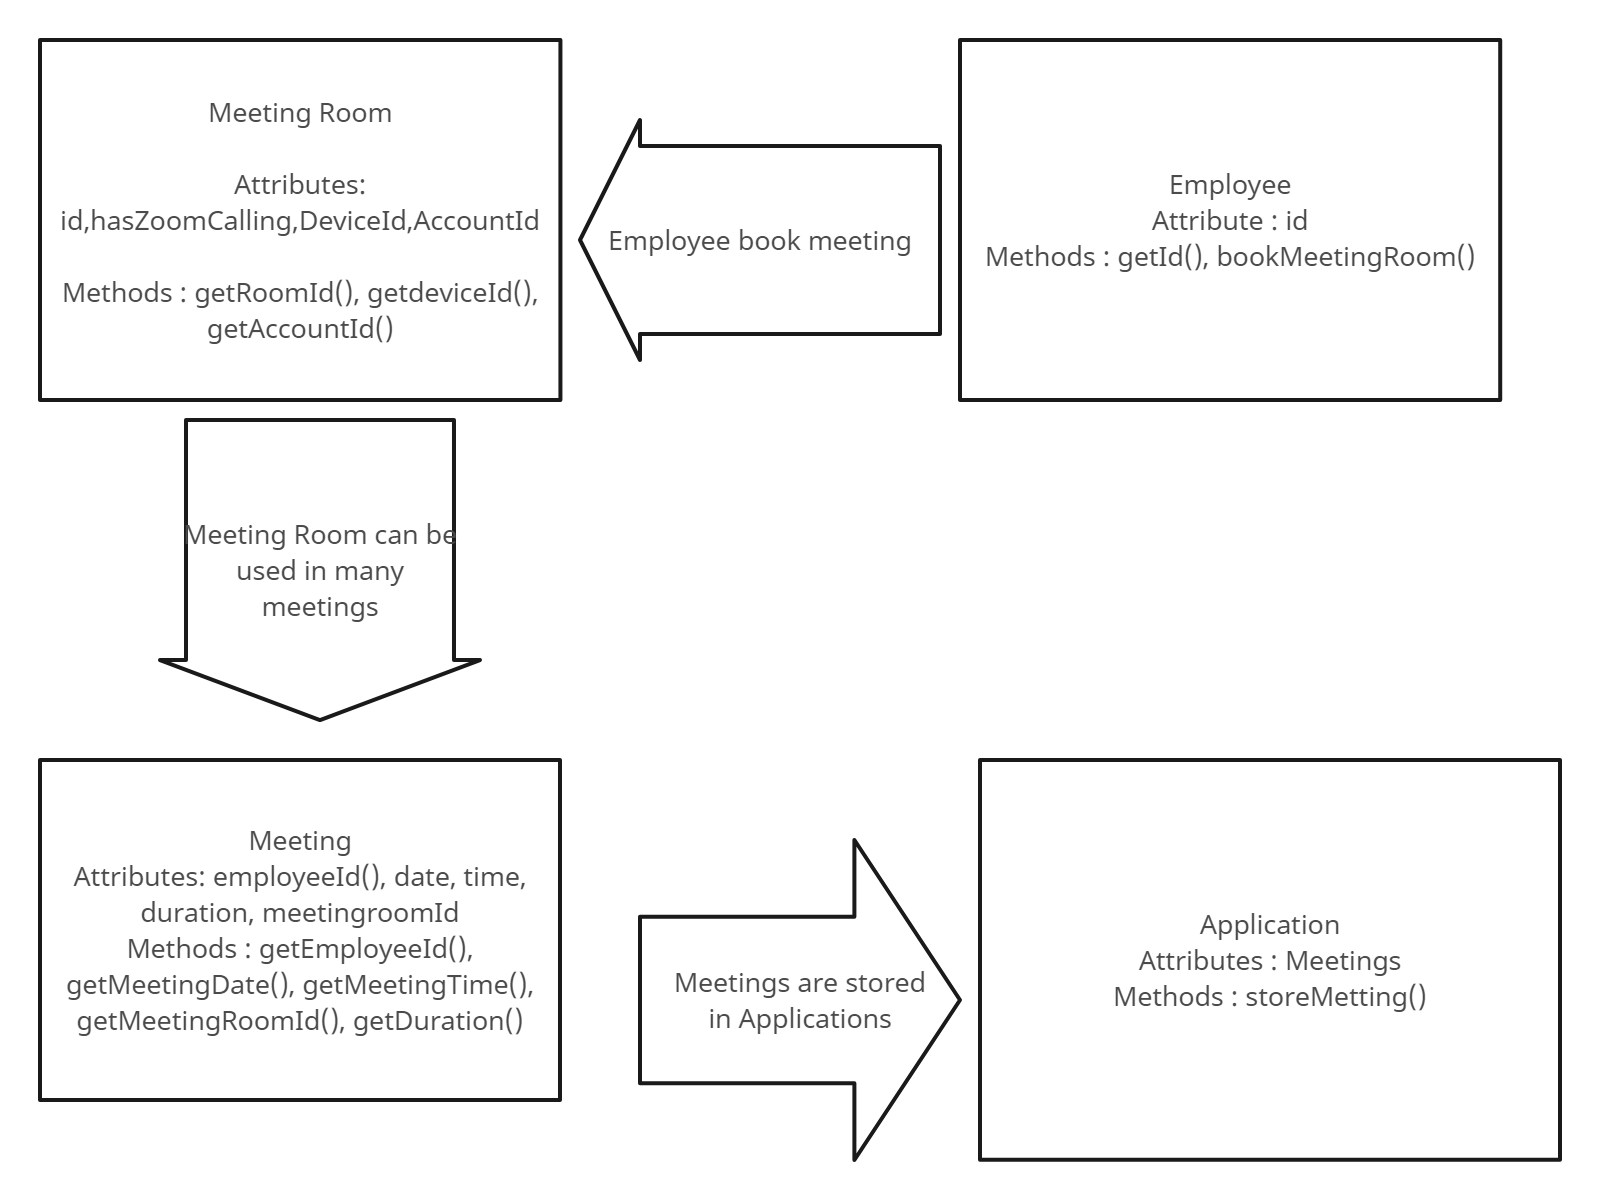 Meeting Room
Attributes:
id,hasZoomCalling,DeviceId,AccountId
Methods : getRoomId(), getdeviceId(),
getAccountId()
Employee book meeting
Employee
Attribute : id
Methods : getId(), bookMeetingRoom()
Meeting Room can be
used in many
meetings
Meeting
Attributes: employeeId(), date, time,
duration, meetingroomId
Methods : getEmployeeId(),
getMeetingDate(), getMeetingTime(),
getMeetingRoomId(), getDuration()
Meetings are stored
in Applications
Application
Attributes : Meetings
Methods : storeMetting()